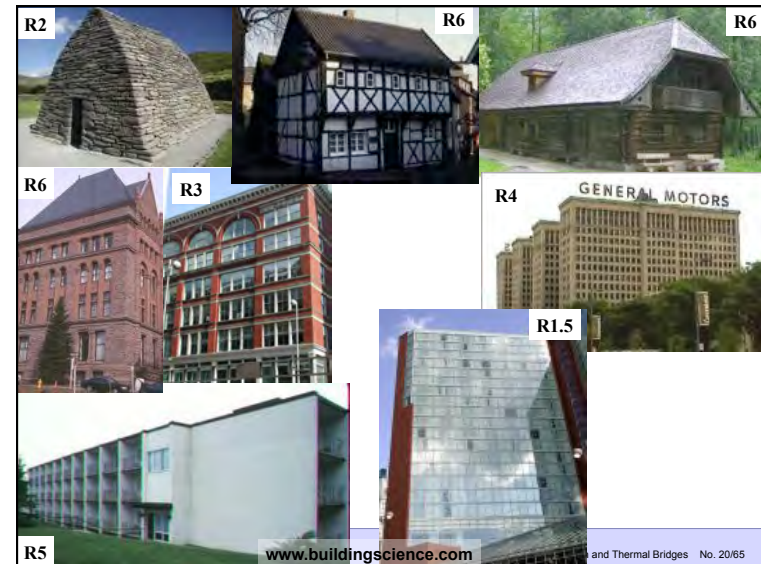 R2
R6
R6
R6
R3
R4
GENERAL MOTORS
R1.5
R5
www.buildingscience.com
and Thermal Bridges No. 20/65